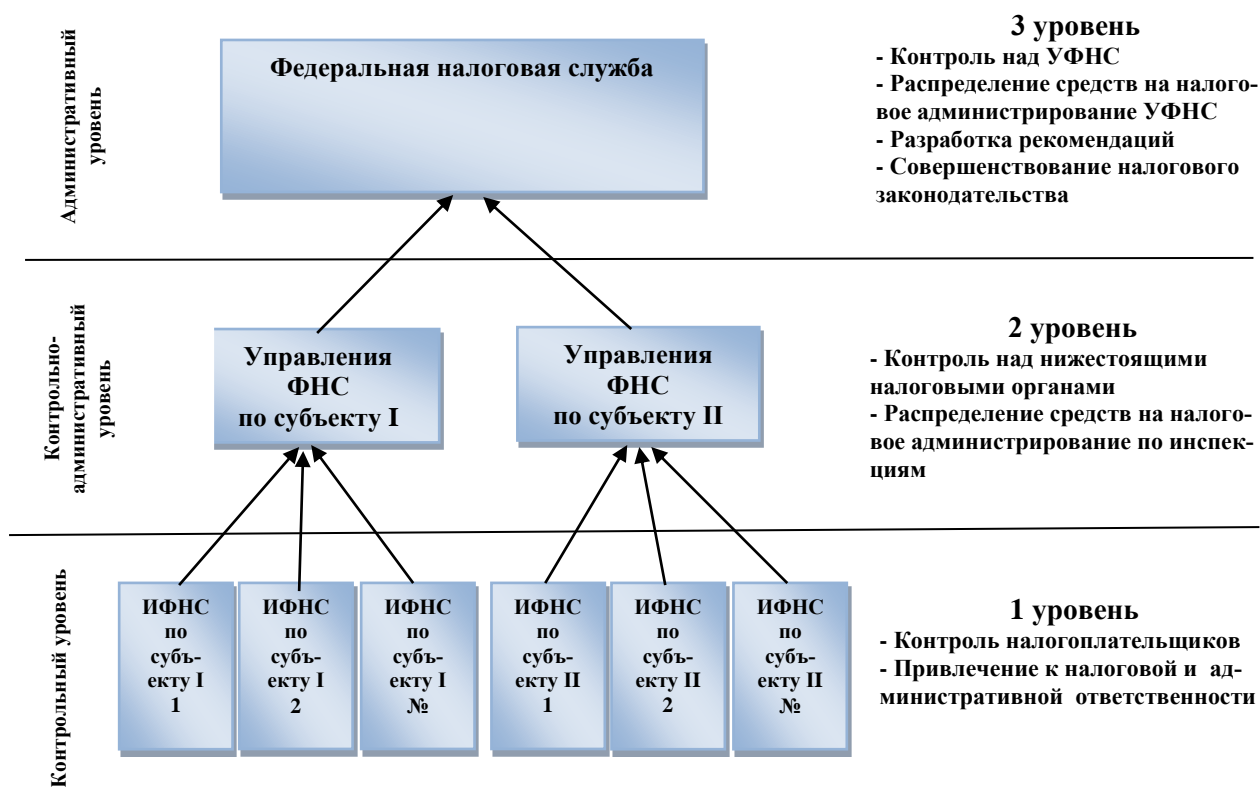 Административный
уровень
Федеральная налоговая служба
3 уровень
- Контроль над УФНС
- Распределение средств на налого-
вое администрирование УФНС
- Разработка рекомендаций
- Совершенствование налогового
законодательства
Контрольно-
административный
уровень
Управления
ФНС
по субъекту I
Управления
ФНС
по субъекту II
2 уровень
- Контроль над нижестоящими
налоговыми органами
- Распределение средств на налого-
вое администрирование по инспек-
циям
Контрольный уровень
ИФНС
по
субъ-
екту I
1
ИФНС
по
субъ-
екту I
2
ИФНС
по
субъ-
екту I
№
ИФНС
по
субъ-
екту II
1
ИФНС
по
субъ-
екту II
2
ИФНС
по
субъ-
екту II
№
1 уровень
- Контроль налогоплательщиков
- Привлечение к налоговой и ад-
министративной ответственности